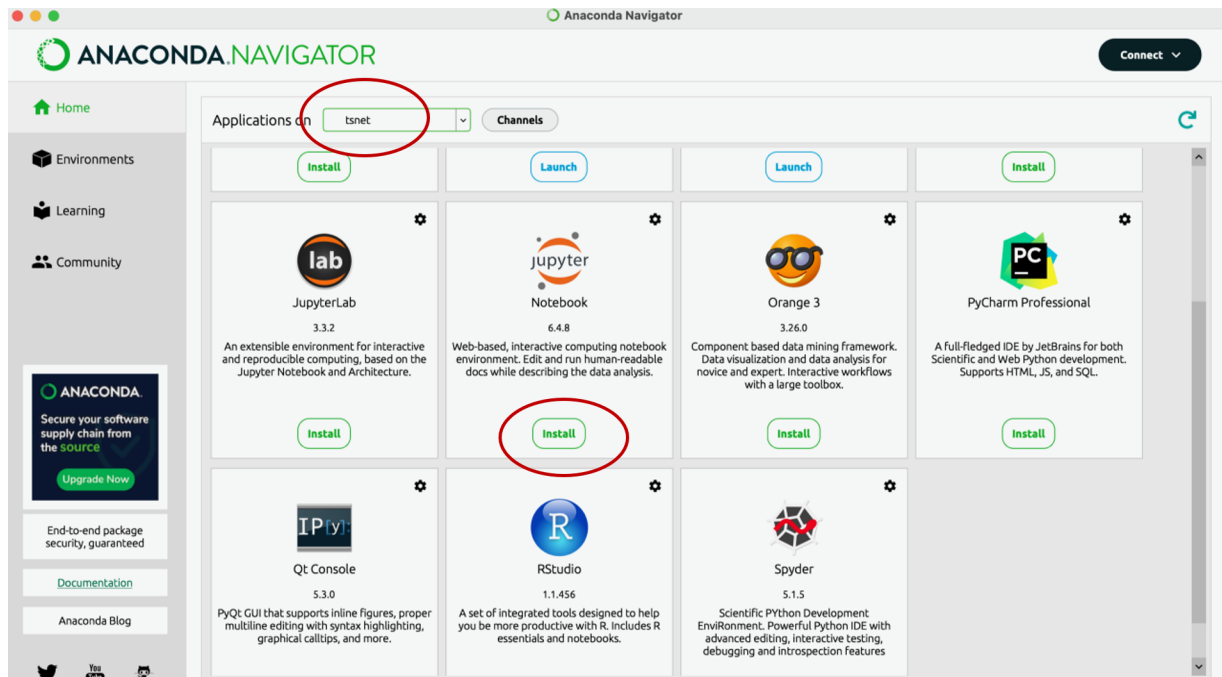 Anaconda Navigator
ANACONDA.NAVIGATOR
Connect
Home
Applications on
tsnet
Channels
Environments
Learning
Community
Install
Launch
Launch
Install
lab
JupyterLab
3.3.2
An extensible environment for interactive
and reproducible computing, based on the
Jupyter Notebook and Architecture.
Install
jupyter
Notebook
6.4.8
Web-based, interactive computing notebook
environment. Edit and run human-readable
docs while describing the data analysis.
Install
Orange 3
3.26.0
Component based data mining framework.
Data visualization and data analysis for
novice and expert. Interactive workflows
with a large toolbox.
Install
PC
PyCharm Professional
A full-fledged IDE by JetBrains for both
Scientific and Web Python development.
Supports HTML, JS, and SQL.
Install
ANACONDA.
Secure your software
supply chain from
the source
Upgrade Now
End-to-end package
security, guaranteed
Documentation
Anaconda Blog
You
Tube
IP[y]:
Qt Console
5.3.0
PyQt GUI that supports inline figures, proper
multiline editing with syntax highlighting,
graphical calltips, and more.
R
RStudio
1.1.456
A set of integrated tools designed to help
you be more productive with R. Includes R
essentials and notebooks.
Spyder
5.1.5
Scientific PYthon Development
EnviRonment. Powerful Python IDE with
advanced editing, interactive testing,
debugging and introspection features